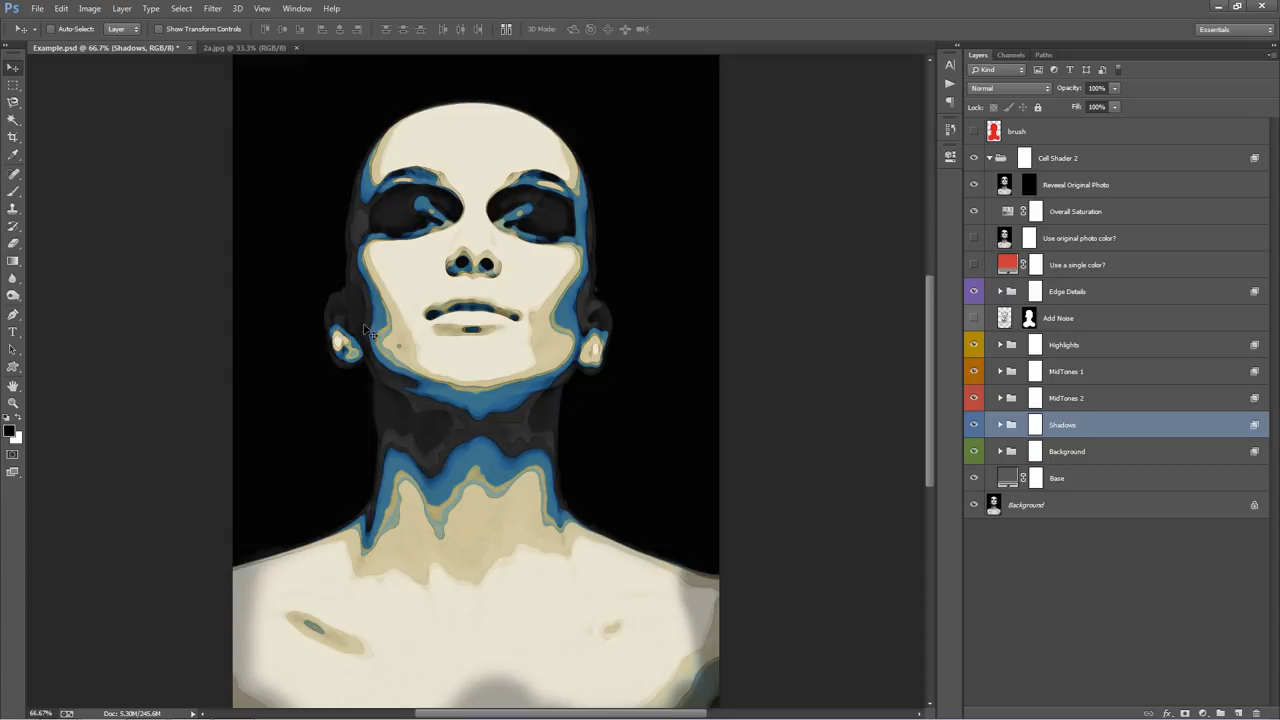 Ps File Edit Image Layer Type Select Filter 3D View Window Help
Auto-Select: Layer Show Transform Controls 3D Mode: Essentials
Example.psd @ 66.7% (Shadows, RGB/8) * × 2a.jpg @ 33.3% (RGB/8) ×
Layers Channels Paths
Kind
Normal Opacity: 100%
Lock: Fill: 100%
brush
Cell Shader 2
Reveeal Original Photo
Overall Saturation
Use original photo color?
Use a single color?
Edge Details
Add Noise
Highlights
MidTones 1
MidTones 2
Shadows
Background
Base
Background
66.67% Doc: 5.30M/245.6M